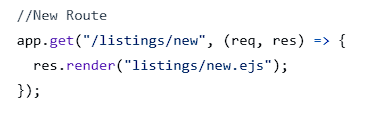 //New Route
app.get("/listings/new", (req, res) => {
  res.render("listings/new.ejs");
});